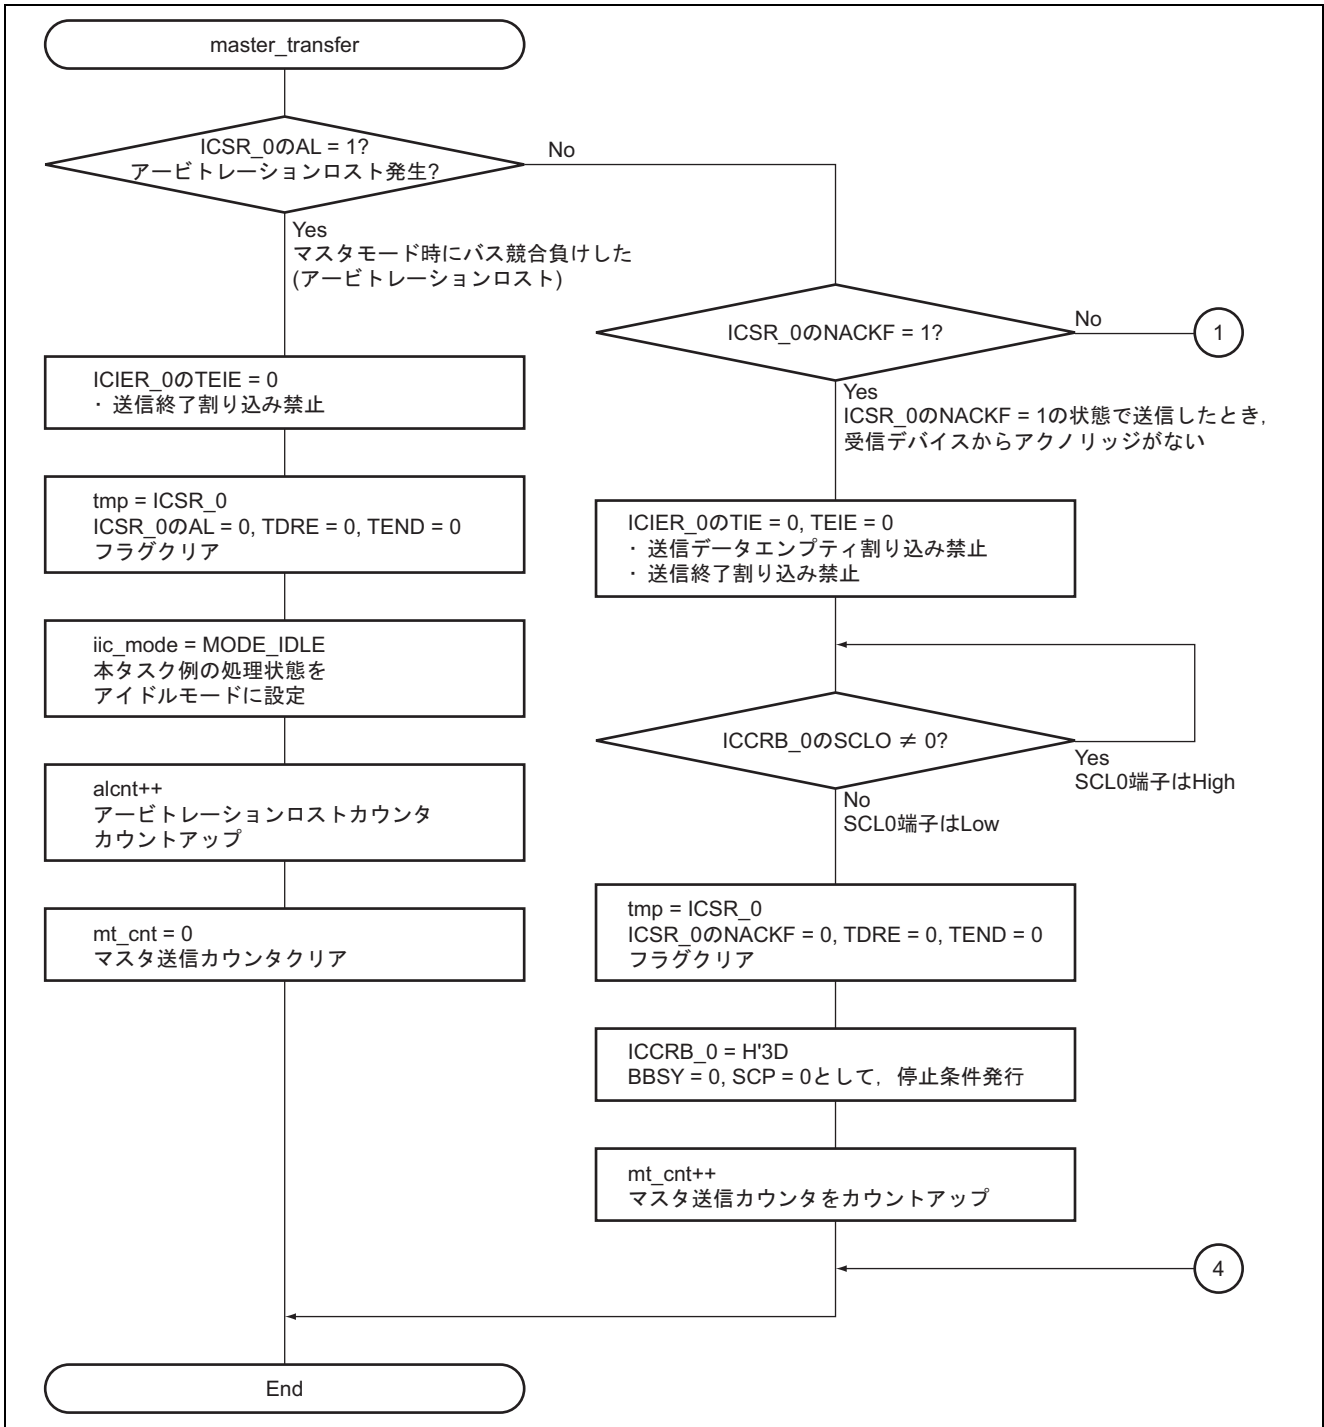 master_transfer
ICSR_0のAL = 1?
アービトレーションロスト発生?
No
Yes
マスタモード時にバス競合負けした
(アービトレーションロスト)
ICIER_0のTEIE = 0
・送信終了割り込み禁止
tmp = ICSR_0
ICSR_0のAL = 0, TDRE = 0, TEND = 0
フラグクリア
iic_mode = MODE_IDLE
本タスク例の処理状態を
アイドルモードに設定
alcnt++
アービトレーションロストカウンタ
カウントアップ
mt_cnt = 0
マスタ送信カウンタクリア
ICSR_0のNACKF = 1?
No
1
Yes
ICSR_0のNACKF = 1の状態で送信したとき,
受信デバイスからアクノリッジがない
ICIER_0のTIE = 0, TEIE = 0
・送信データエンプティ割り込み禁止
・送信終了割り込み禁止
ICCRB_0のSCLO ≠ 0?
Yes
SCL0端子はHigh
No
SCL0端子はLow
tmp = ICSR_0
ICSR_0のNACKF = 0, TDRE = 0, TEND = 0
フラグクリア
ICCRB_0 = H'3D
BBSY = 0, SCP = 0として, 停止条件発行
mt_cnt++
マスタ送信カウンタをカウントアップ
4
End